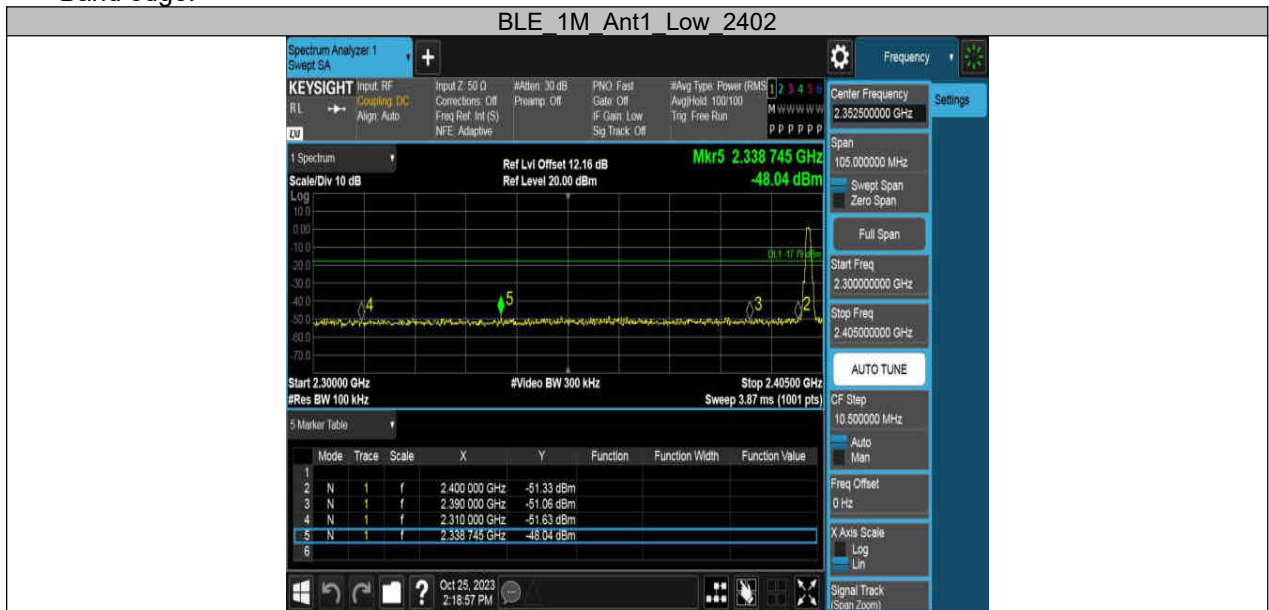 Band edge:
BLE_1M_Ant1_Low_2402
Spectrum Analyzer 1
Swept SA
+
Frequency
KEYSIGHT
RL
Input: RF
Coupling: DC
Align: Auto
Input Z: 50 Ω
Corrections: Off
Freq Ref: Int (S)
NFE: Adaptive
#Atten: 30 dB
Preamp: Off
PNO: Fast
Gate: Off
IF Gain: Low
Sig Track: Off
#Avg Type: Power (RMS
Avg|Hold: 100/100
Trig: Free Run
1 2 3 4 5 6
M W W W W W
P P P P P P
1 Spectrum
Scale/Div 10 dB
Log
Ref Lvl Offset 12.16 dB
Ref Level 20.00 dBm
Mkr5 2.338 745 GHz
-48.04 dBm
10.0
0.00
-10.0
-20.0
-30.0
-40.0
-50.0
-60.0
-70.0
DL1 -17.79 dBm
4
5
3
2
Start 2.30000 GHz
#Res BW 100 kHz
#Video BW 300 kHz
Stop 2.40500 GHz
Sweep 3.87 ms (1001 pts)
5 Marker Table
Mode Trace Scale X Y Function Function Width Function Value
1
2 N 1 f 2.400 000 GHz -51.33 dBm
3 N 1 f 2.390 000 GHz -51.06 dBm
4 N 1 f 2.310 000 GHz -51.63 dBm
5 N 1 f 2.338 745 GHz -48.04 dBm
6
?
Oct 25, 2023
2:18:57 PM
Center Frequency
2.352500000 GHz
Settings
Span
105.000000 MHz
Swept Span
Zero Span
Full Span
Start Freq
2.300000000 GHz
Stop Freq
2.405000000 GHz
AUTO TUNE
CF Step
10.500000 MHz
Auto
Man
Freq Offset
0 Hz
X Axis Scale
Log
Lin
Signal Track
(Span Zoom)